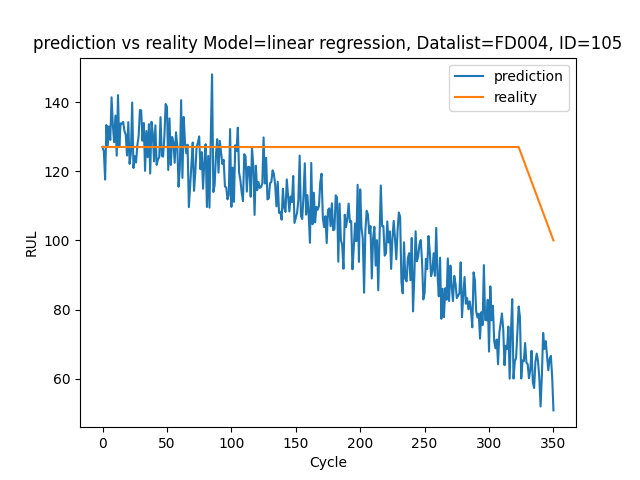 prediction vs reality Model=linear regression, Datalist=FD004, ID=105
prediction
reality
140
120
100
80
60
RUL
0 50 100 150 200 250 300 350
Cycle